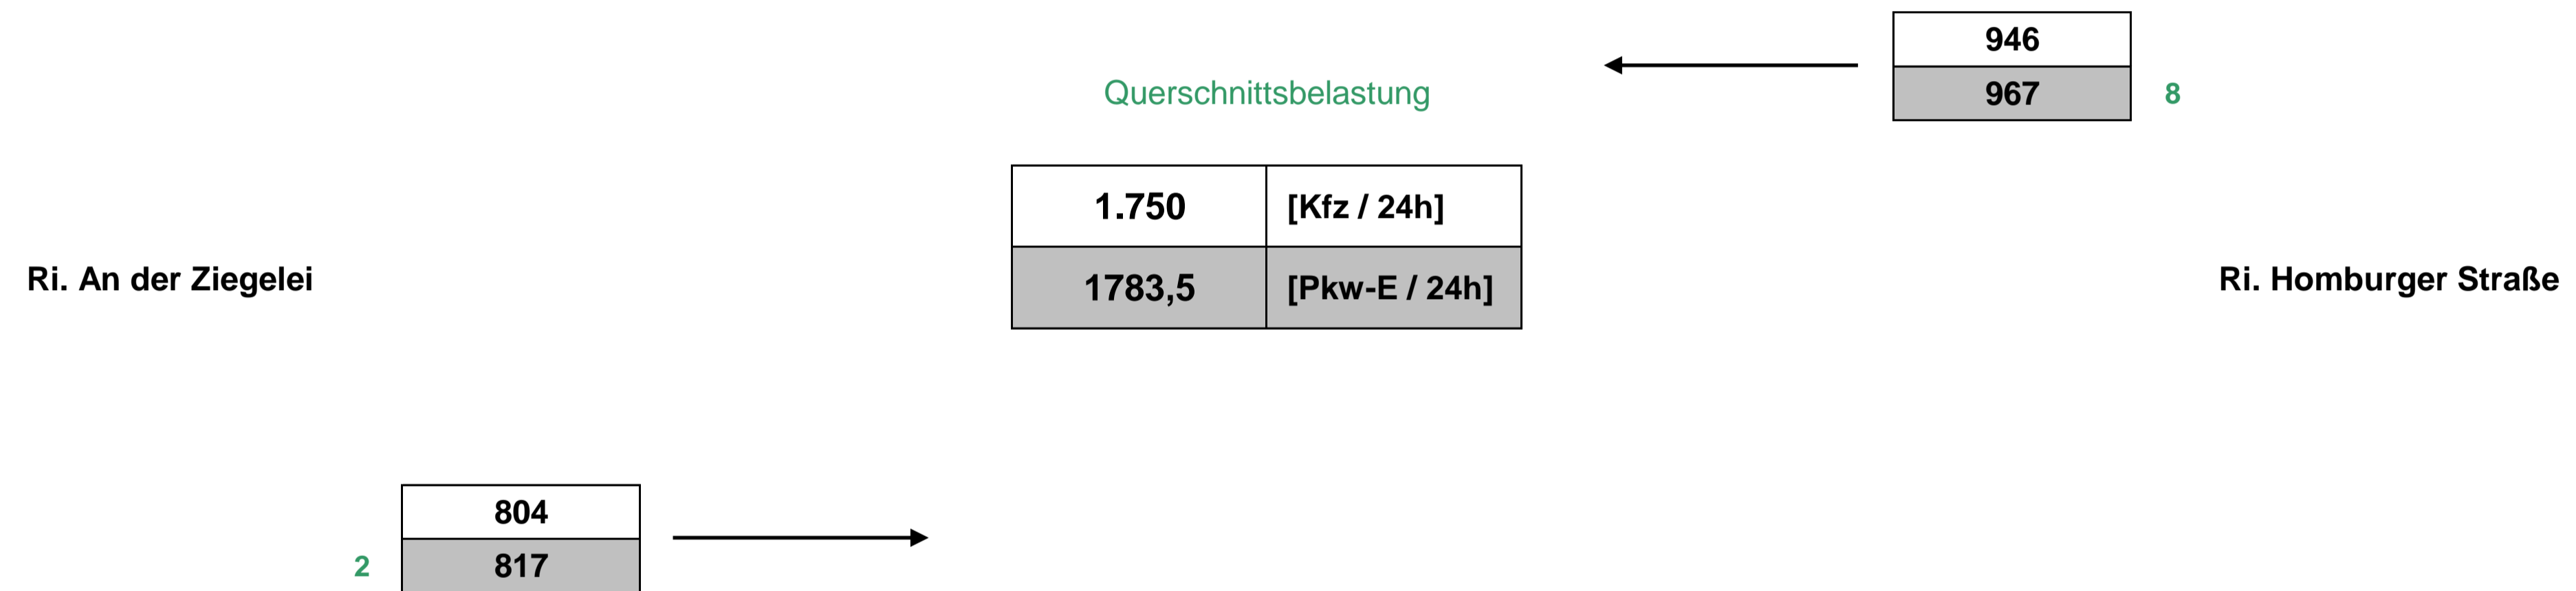 946
967 8
Querschnittsbelastung
1.750 [Kfz / 24h]
1783,5 [Pkw-E / 24h]
Ri. An der Ziegelei
Ri. Homburger Straße
804
2 817